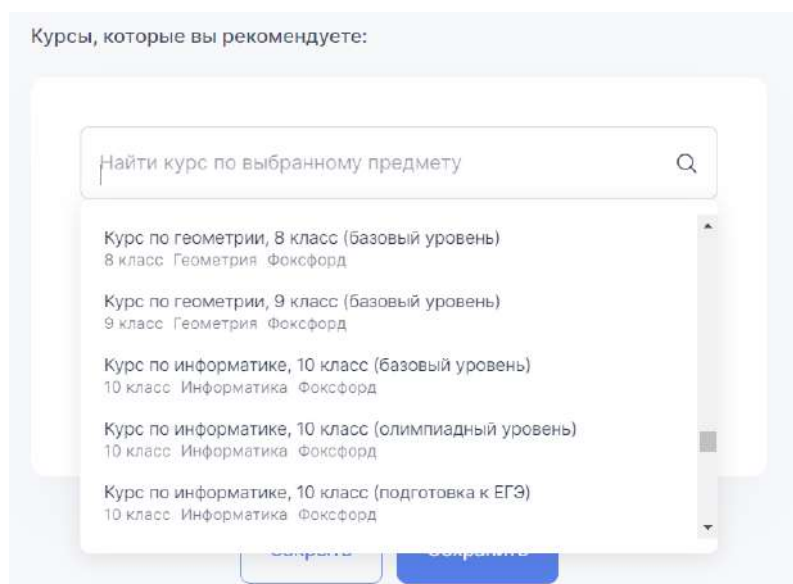 Курсы, которые вы рекомендуете:
Найти курс по выбранному предмету
Курс по геометрии, 8 класс (базовый уровень)
8 класс Геометрия Фоксфорд
Курс по геометрии, 9 класс (базовый уровень)
9 класс Геометрия Фоксфорд
Курс по информатике, 10 класс (базовый уровень)
10 класс Информатика Фоксфорд
Курс по информатике, 10 класс (олимпиадный уровень)
10 класс Информатика Фоксфорд
Курс по информатике, 10 класс (подготовка к ЕГЭ)
10 класс Информатика Фоксфорд